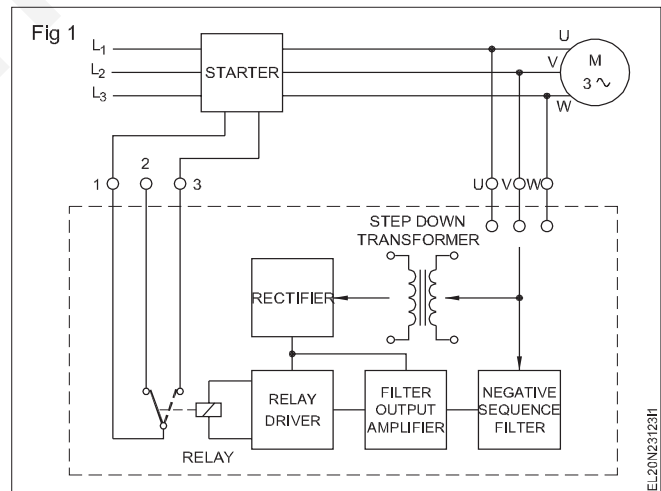 Fig 1
L1
L2
L3
STARTER
U
V
W
M
3 ∿
1
2
3
U
V
W
STEP DOWN
TRANSFORMER
RECTIFIER
RELAY
DRIVER
FILTER
OUTPUT
AMPLIFIER
NEGATIVE
SEQUENCE
FILTER
RELAY
EL20N23123I1